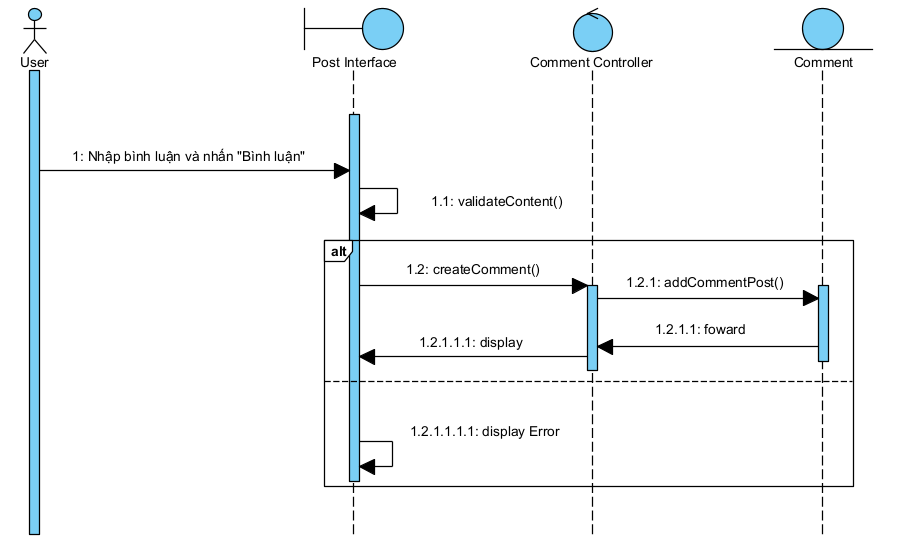 User
Post Interface
Comment Controller
Comment
1: Nhập bình luận và nhấn "Bình luận"
1.1: validateContent()
alt
1.2: createComment()
1.2.1: addCommentPost()
1.2.1.1: foward
1.2.1.1.1: display
1.2.1.1.1.1: display Error